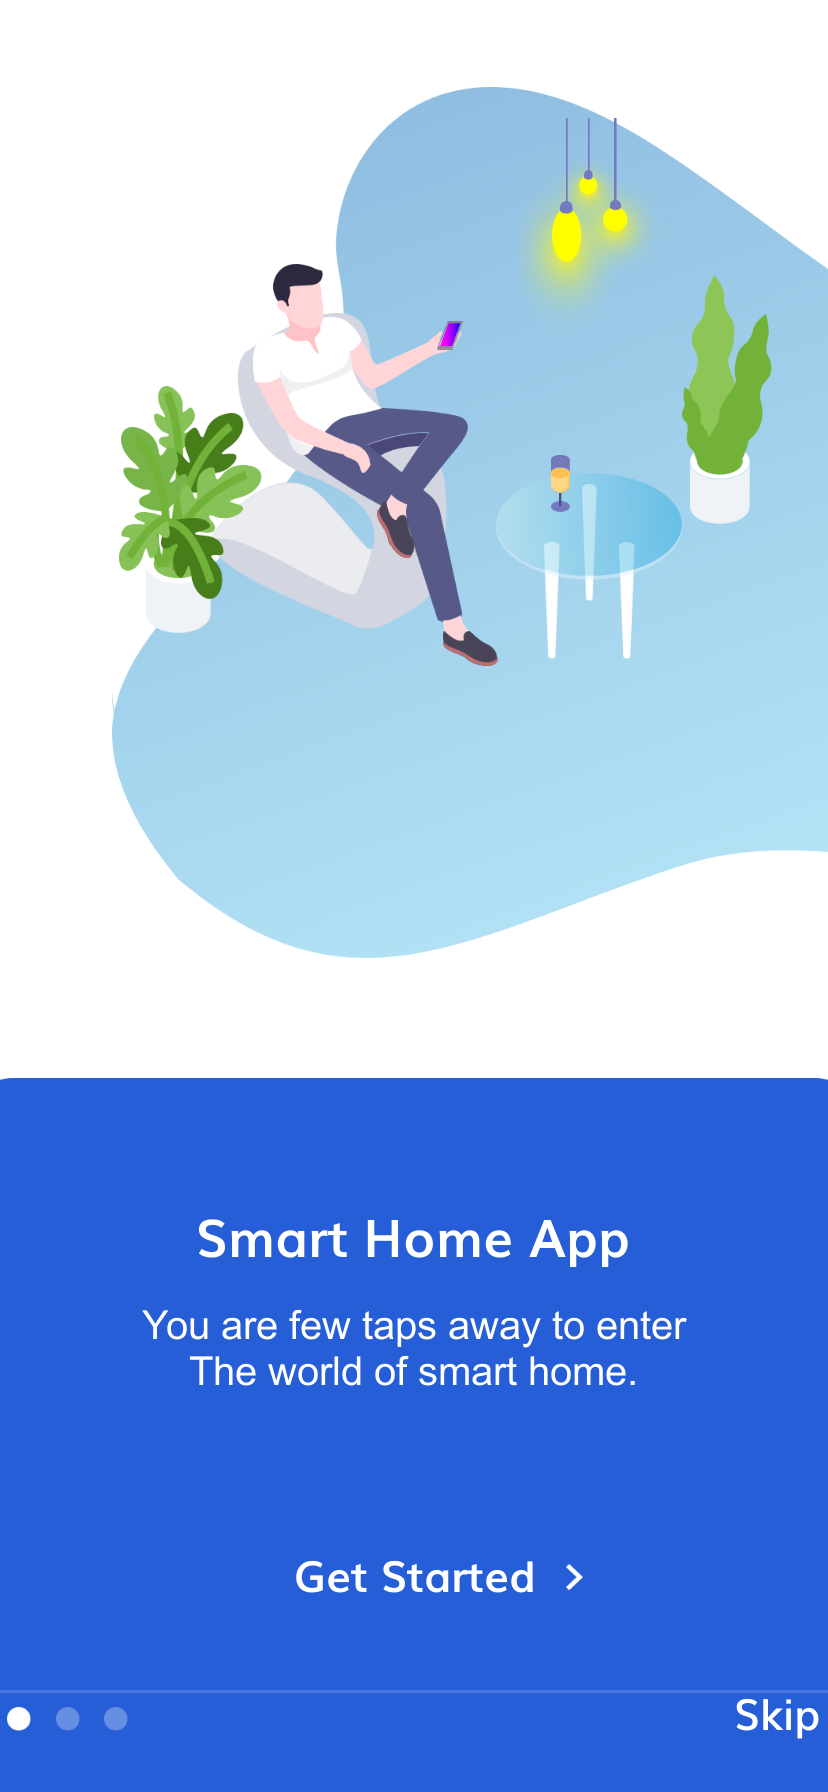 Smart Home App
You are few taps away to enter
The world of smart home.
Get Started
Skip